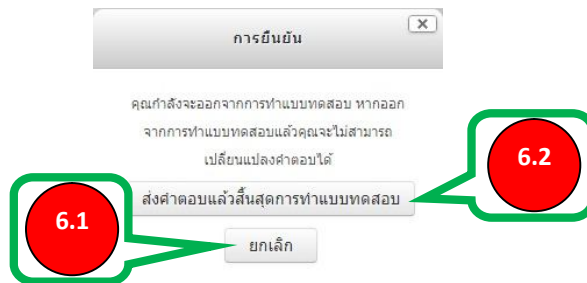 การยืนยัน
คุณกำลังจะออกจากการทำแบบทดสอบ หากออก
จากการทำแบบทดสอบแล้วคุณจะไม่สามารถ
เปลี่ยนแปลงคำตอบได้
6.2
ส่งคำตอบแล้วสิ้นสุดการทำแบบทดสอบ
6.1
ยกเลิก